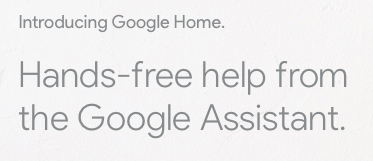 Introducing Google Home.
Hands-free help from
the Google Assistant.